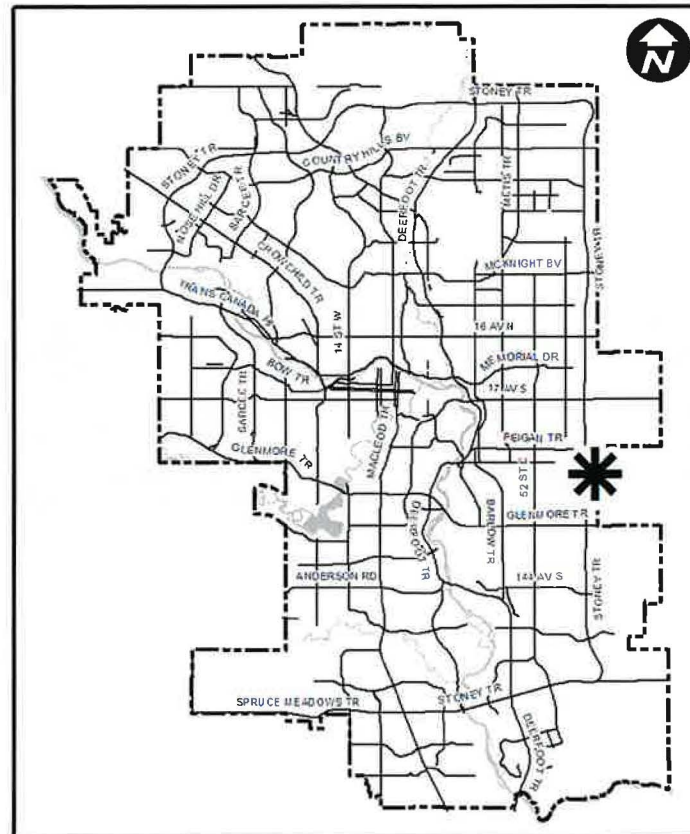 N
STONEY TR
COUNTRY HILLS BV
STONEY TR
SARCEE TR
NOSE HILL DR
DEERFOOT TR
METIS TR
STONEY TR
CROWCHILD TR
MCKNIGHT BV
TRANS CANADA HI
14 ST W
16 AV N
MEMORIAL DR
BOW TR
17 AV S
SARCEE TR
MACLEOD TR
PEIGAN TR
GLENMORE TR
52 ST E
BARLOW TR
GLENMORE TR
DEERFOOT TR
ANDERSON RD
144 AV S
STONEY TR
STONEY TR
SPRUCE MEADOWS TR
DEERFOOT TR